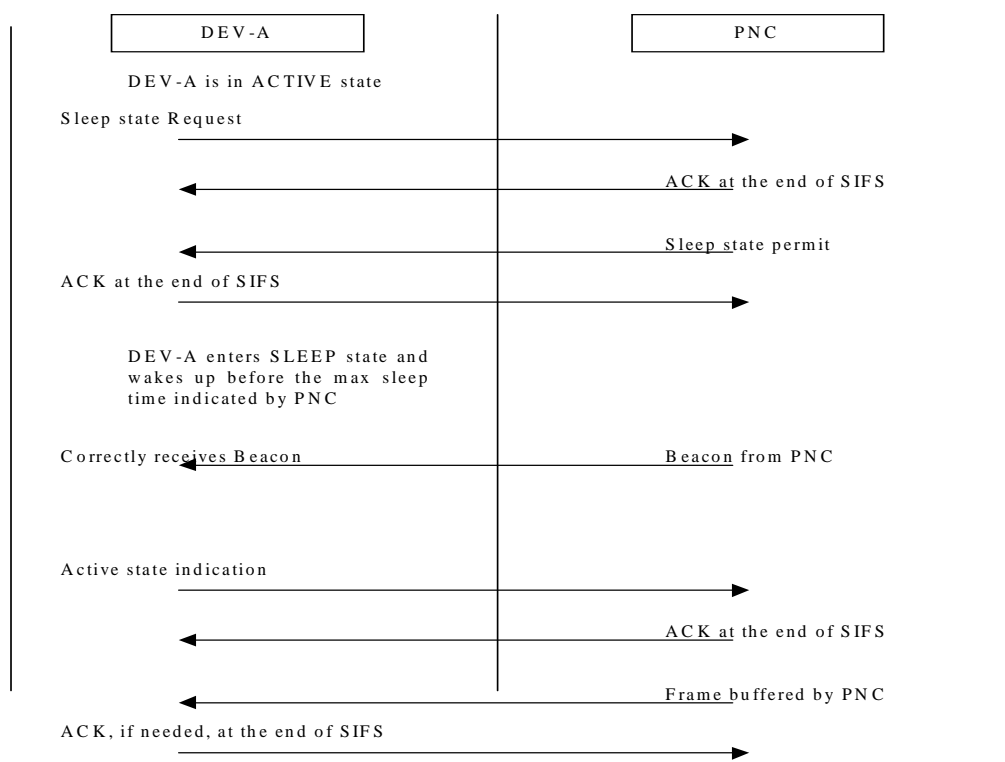 DEV-A
PNC
DEV-A is in ACTIVE state
Sleep state Request
ACK at the end of SIFS
Sleep state permit
ACK at the end of SIFS
DEV-A enters SLEEP state and
wakes up before the max sleep
time indicated by PNC
Correctly receives Beacon
Beacon from PNC
Active state indication
ACK at the end of SIFS
Frame buffered by PNC
ACK, if needed, at the end of SIFS